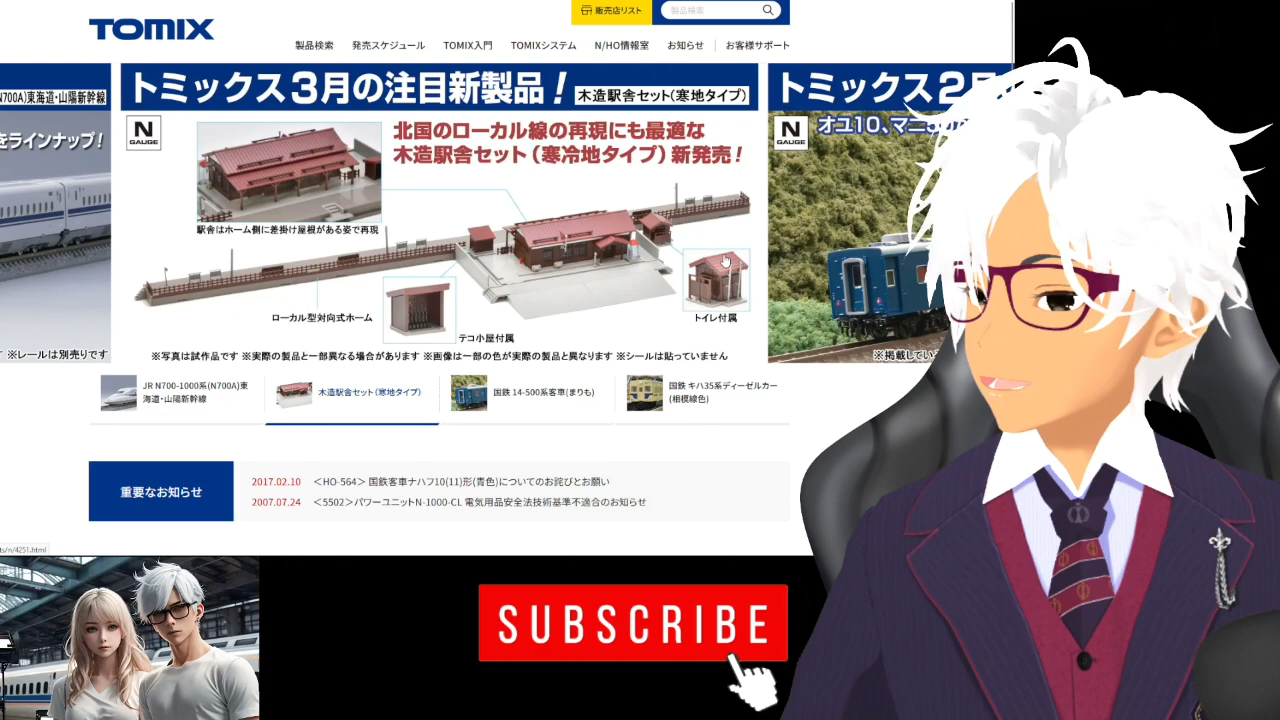 TOMIX
販売店リスト
製品検索
製品検索 発売スケジュール TOMIX入門 TOMIXシステム N/HO情報室 お知らせ お客様サポート
N700A)東海道・山陽新幹線
をラインナップ!
※レールは別売りです
トミックス3月の注目新製品!
木造駅舎セット(寒地タイプ)
N
GAUGE
北国のローカル線の再現にも最適な
木造駅舎セット(寒冷地タイプ)新発売!
駅舎はホーム側に差掛け屋根がある姿で再現
ローカル型対向式ホーム
テコ小屋付属
トイレ付属
※写真は試作品です ※実際の製品と一部異なる場合があります ※画像は一部の色が実際の製品と異なります ※シールは貼っていません
トミックス2月
N
GAUGE
オユ10、マニ
※掲載してい
JR N700-1000系(N700A)東
海道・山陽新幹線
木造駅舎セット(寒地タイプ)
国鉄 14-500系客車(まりも)
国鉄 キハ35系ディーゼルカー
(相模線色)
重要なお知らせ
2017.02.10 <HO-564> 国鉄客車ナハフ10(11)形(青色)についてのお詫びとお願い
2007.07.24 <5502>パワーユニットN-1000-CL 電気用品安全法技術基準不適合のお知らせ
ts/n/4251.html
SUBSCRIBE